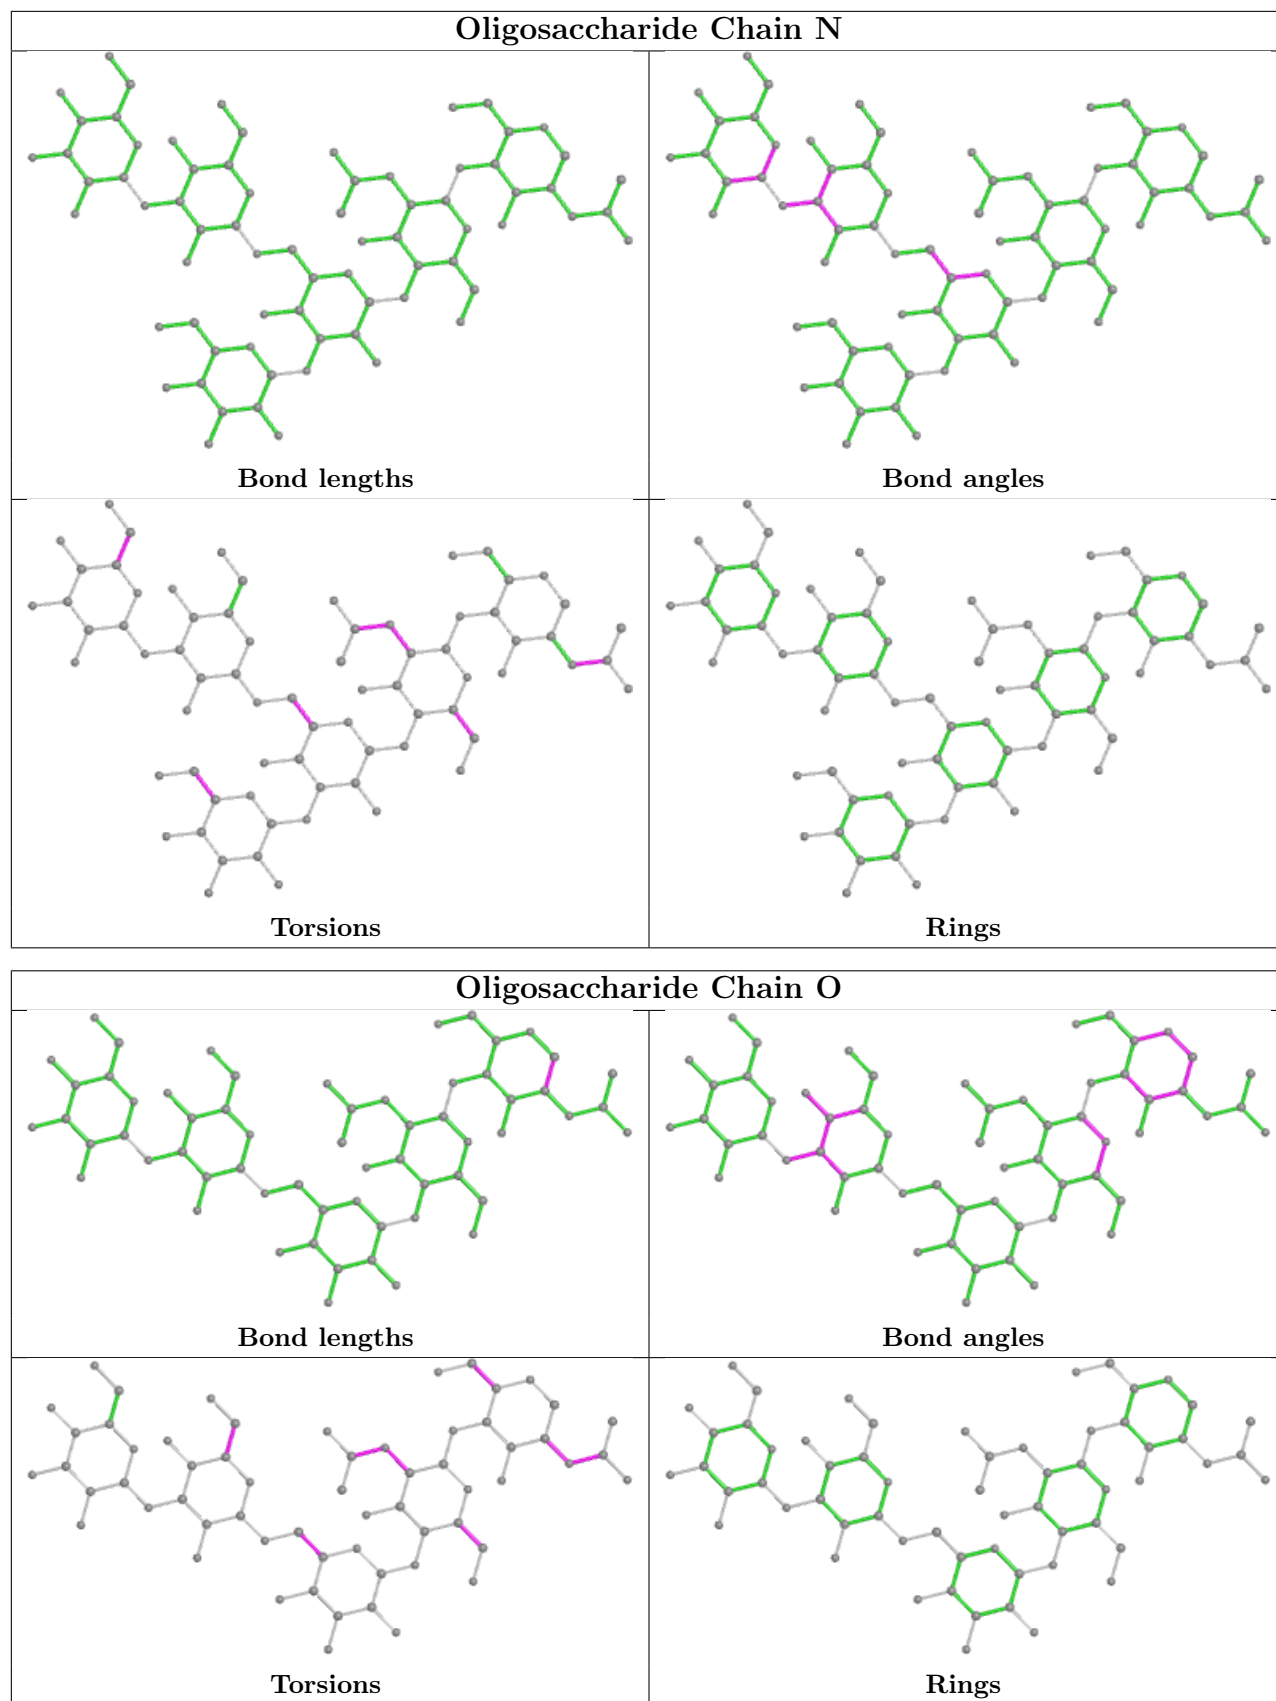 Oligosaccharide Chain N
Bond lengths
Bond angles
Torsions
Rings
Oligosaccharide Chain O
Bond lengths
Bond angles
Torsions
Rings